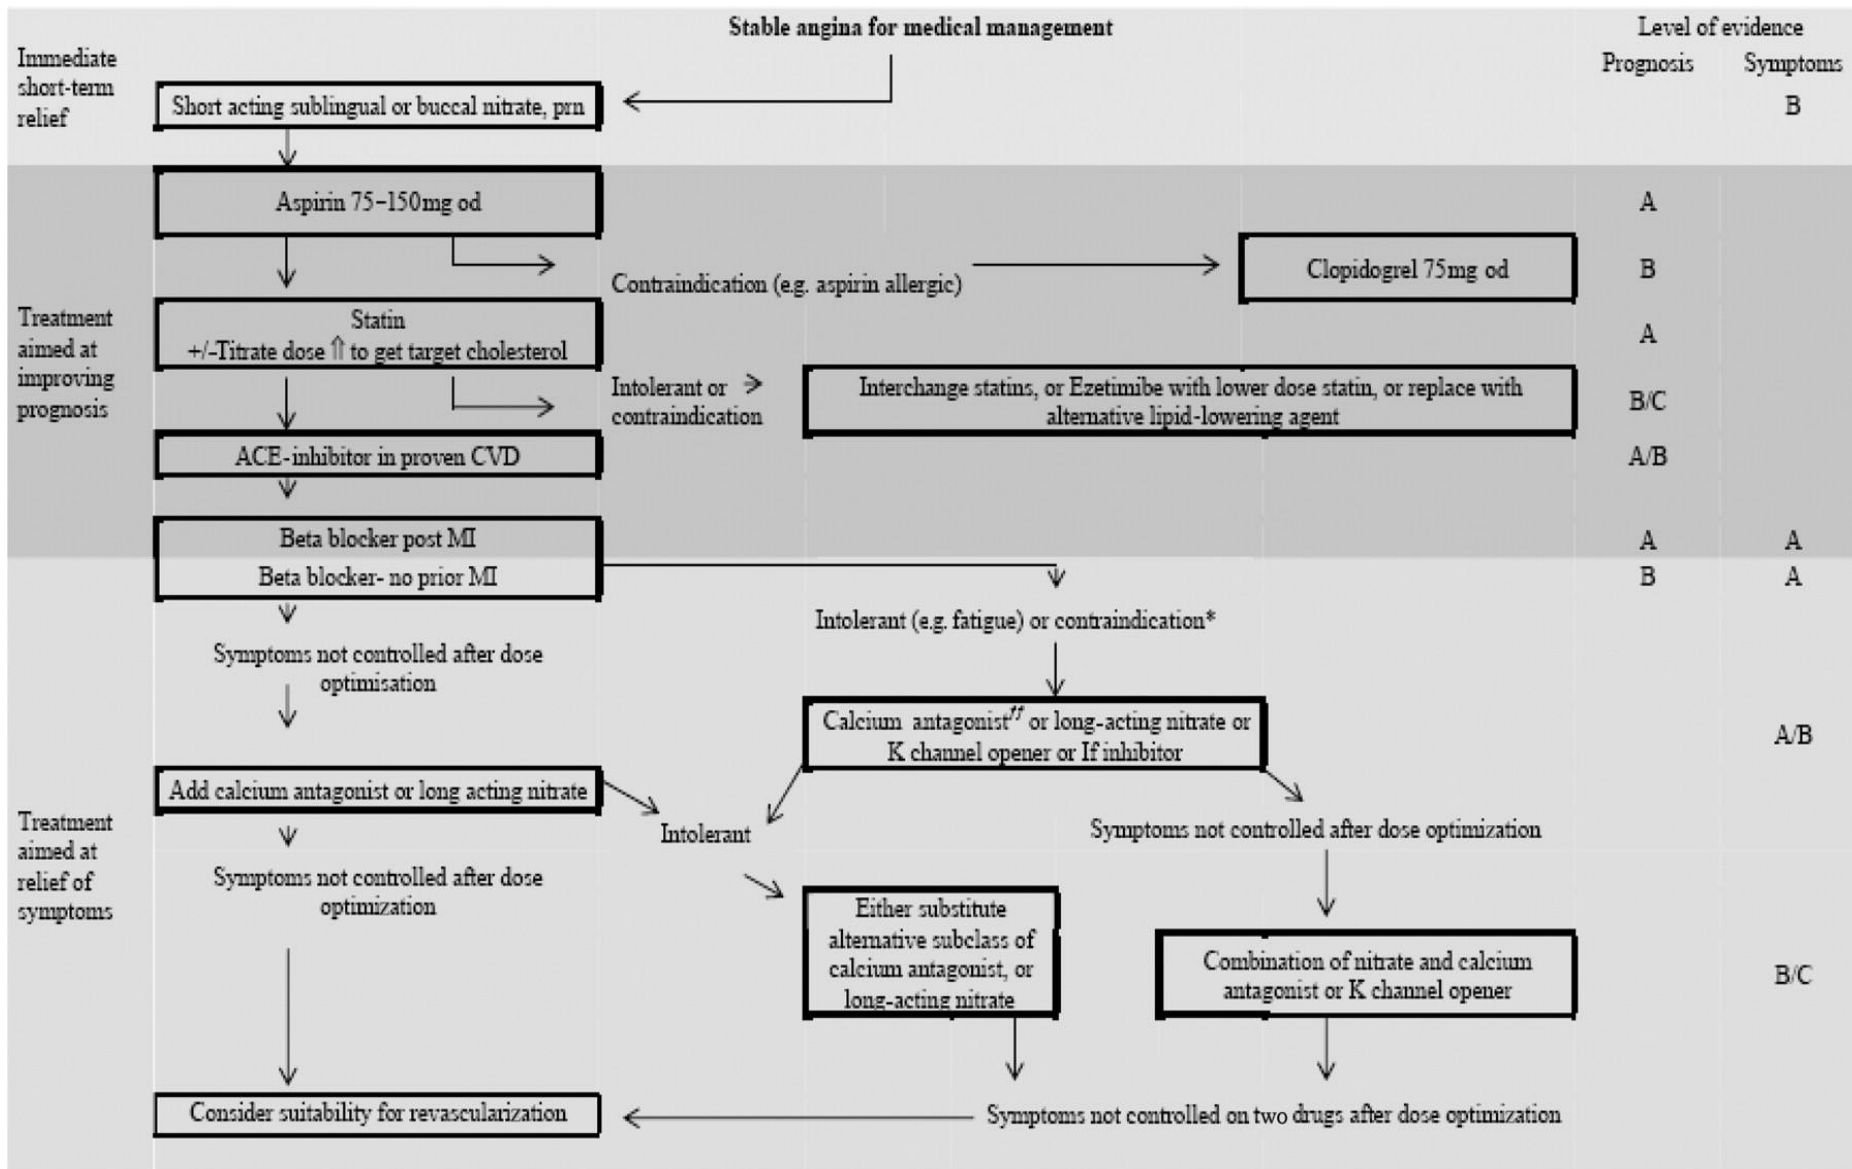 Stable angina for medical management
Level of evidence
Prognosis
Symptoms
Immediate
short-term
relief
Short acting sublingual or buccal nitrate, prn
B
Aspirin 75–150mg od
A
Contraindication (e.g. aspirin allergic)
Clopidogrel 75mg od
B
Treatment
aimed at
improving
prognosis
Statin
+/-Titrate dose ⇑ to get target cholesterol
A
Intolerant or
contraindication
Interchange statins, or Ezetimibe with lower dose statin, or replace with
alternative lipid-lowering agent
B/C
ACE-inhibitor in proven CVD
A/B
Beta blocker post MI
A
A
Beta blocker- no prior MI
B
A
Intolerant (e.g. fatigue) or contraindication*
Symptoms not controlled after dose
optimisation
Calcium antagonist†† or long-acting nitrate or
K channel opener or If inhibitor
A/B
Add calcium antagonist or long acting nitrate
Treatment
aimed at
relief of
symptoms
Intolerant
Symptoms not controlled after dose optimization
Symptoms not controlled after dose
optimization
Either substitute
alternative subclass of
calcium antagonist, or
long-acting nitrate
Combination of nitrate and calcium
antagonist or K channel opener
B/C
Consider suitability for revascularization
Symptoms not controlled on two drugs after dose optimization